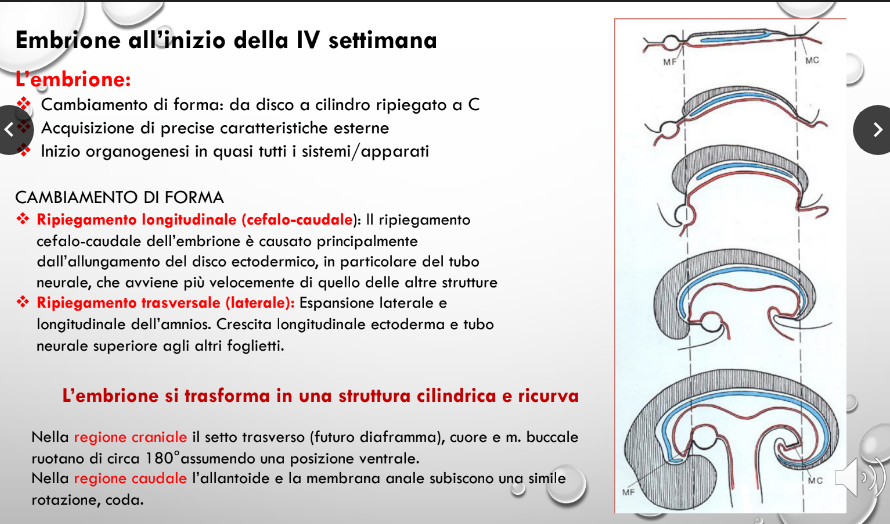 Embrione all'inizio della IV settimana
L'embrione:
Cambiamento di forma: da disco a cilindro ripiegato a C
Acquisizione di precise caratteristiche esterne
Inizio organogenesi in quasi tutti i sistemi/apparati
CAMBIAMENTO DI FORMA
Ripiegamento longitudinale (cefalo-caudale): Il ripiegamento
cefalo-caudale dell'embrione è causato principalmente
dall'allungamento del disco ectodermico, in particolare del tubo
neurale, che avviene più velocemente di quello delle altre strutture
Ripiegamento trasversale (laterale): Espansione laterale e
longitudinale dell'amnios. Crescita longitudinale ectoderma e tubo
neurale superiore agli altri foglietti.
L'embrione si trasforma in una struttura cilindrica e ricurva
Nella regione craniale il setto trasverso (futuro diaframma), cuore e m. buccale
ruotano di circa 180°assumendo una posizione ventrale.
Nella regione caudale l'allantoide e la membrana anale subiscono una simile
rotazione, coda.
MF
MC
MF
MC